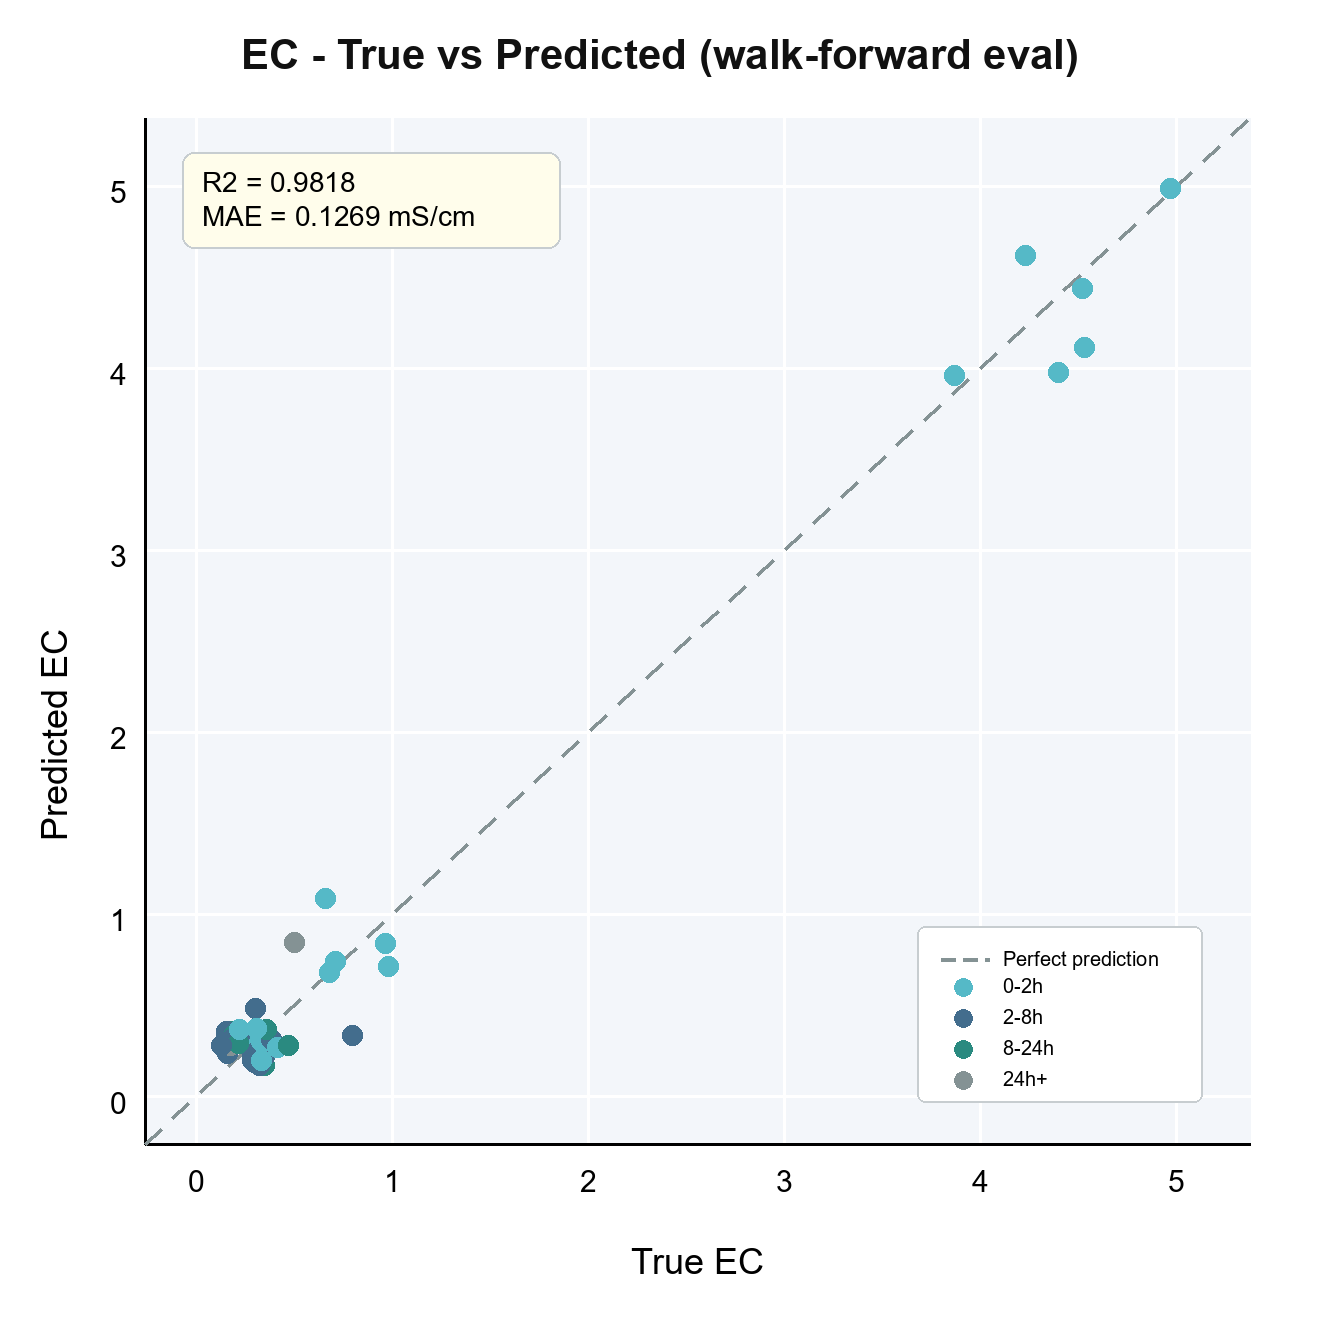 EC - True vs Predicted (walk-forward eval)
R2 = 0.9818
MAE = 0.1269 mS/cm
5
4
3
2
1
0
Predicted EC
Perfect prediction
0-2h
2-8h
8-24h
24h+
0
1
2
3
4
5
True EC